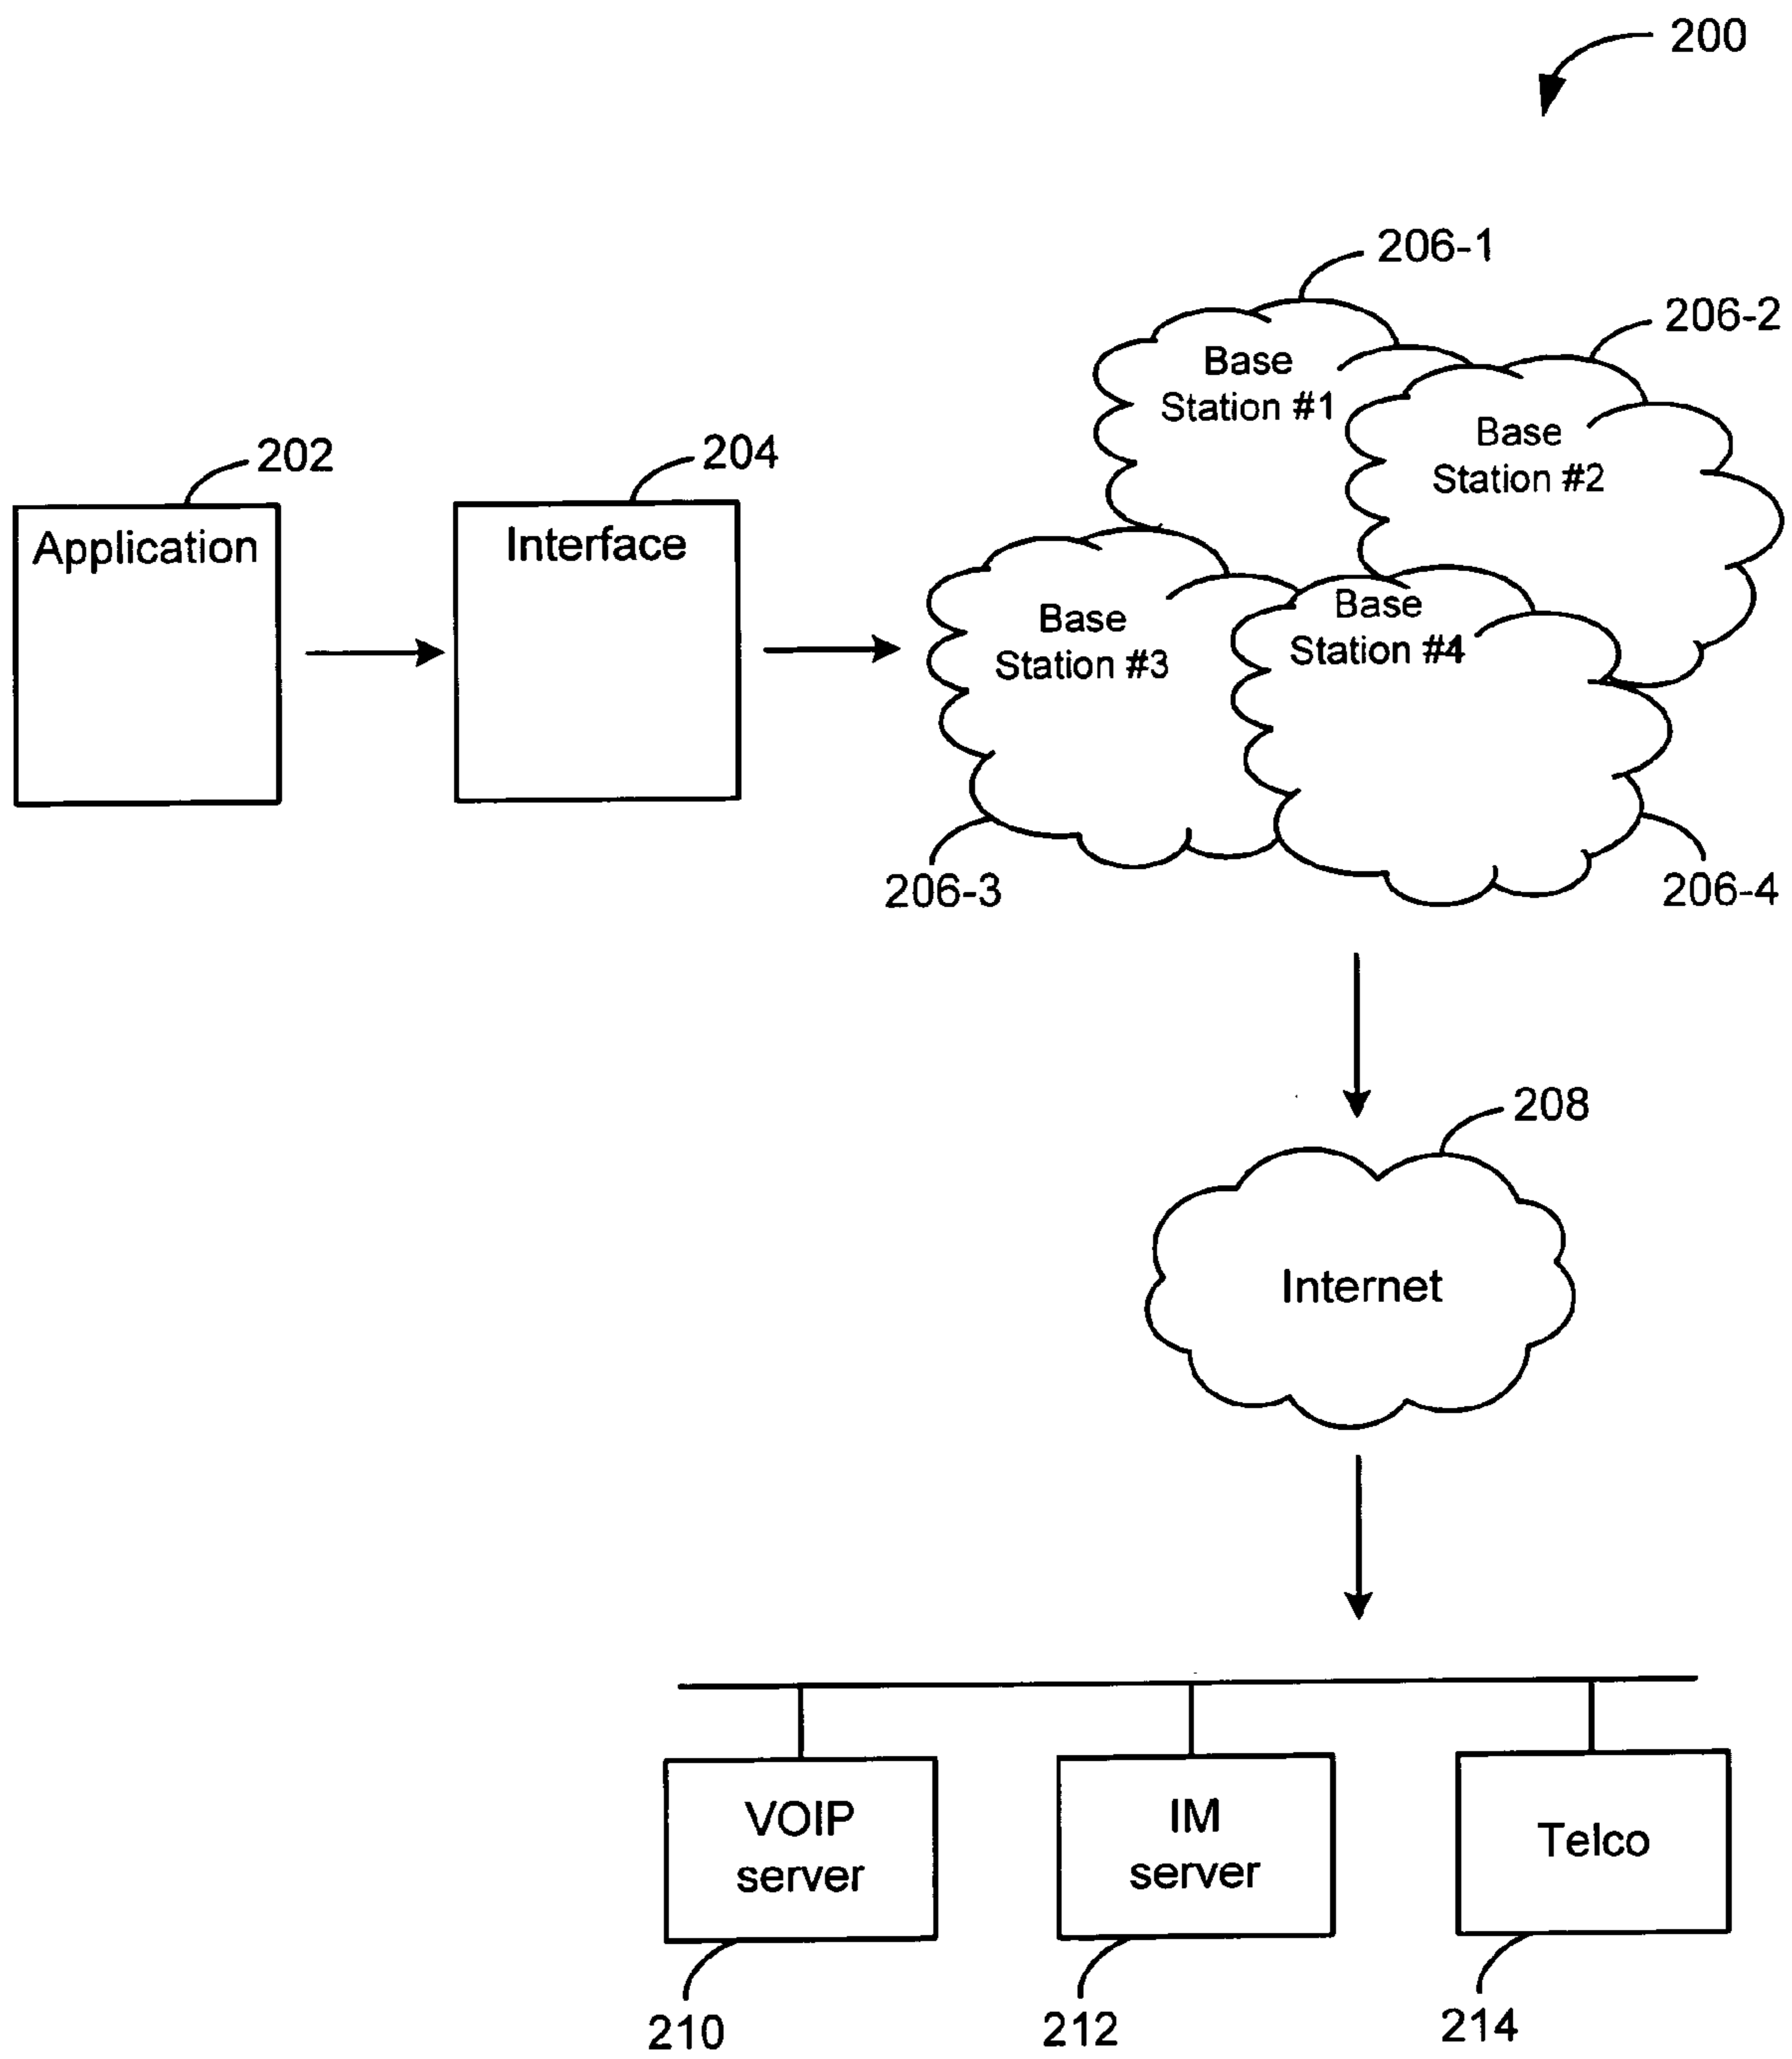 200
206-1
206-2
Base
Station #1
Base
Station #2
202
204
Application
Interface
Base
Station #3
Base
Station #4
206-3
206-4
208
Internet
VOIP
server
IM
server
Telco
210
212
214